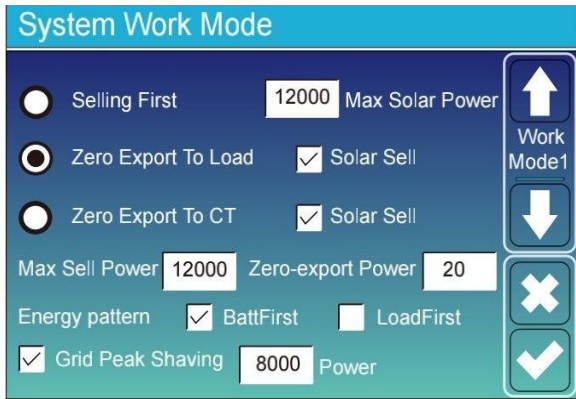 System Work Mode
Selling First 12000 Max Solar Power
Zero Export To Load Solar Sell
Work
Mode1
Zero Export To CT Solar Sell
Max Sell Power 12000 Zero-export Power 20
Energy pattern BattFirst LoadFirst
Grid Peak Shaving 8000 Power